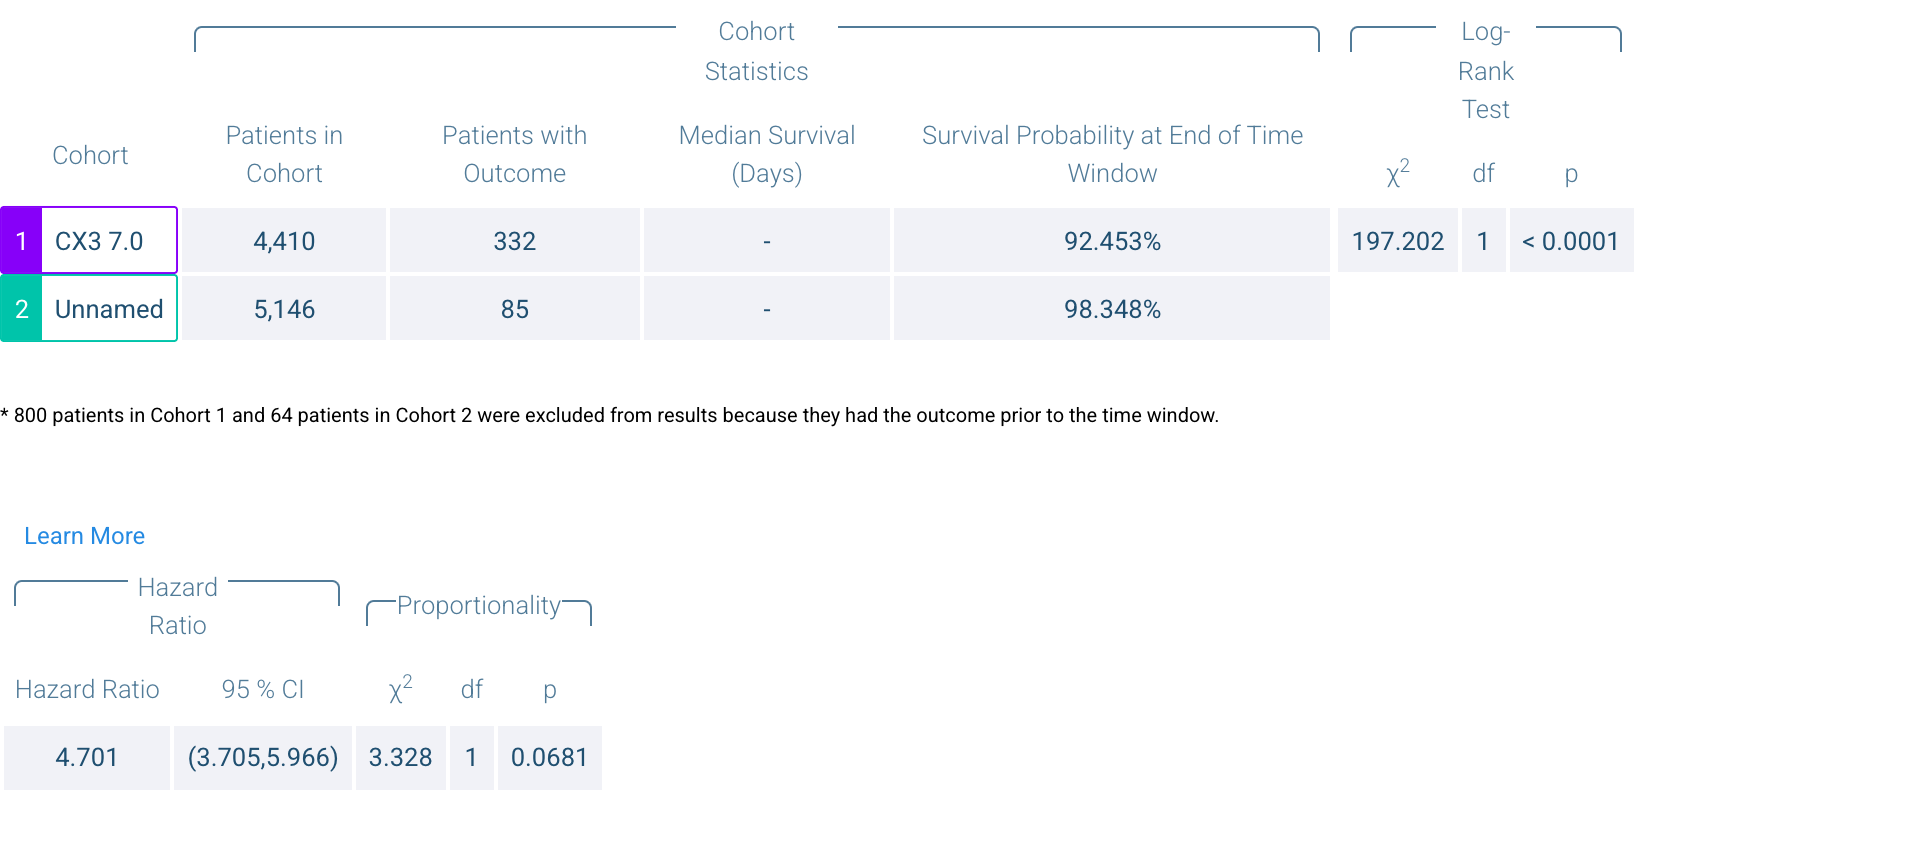 Cohort
Statistics
Log-
Rank
Test
Cohort
Patients in
Cohort
Patients with
Outcome
Median Survival
(Days)
Survival Probability at End of Time
Window
χ² df p
1 CX3 7.0 4,410 332 - 92.453% 197.202 1 < 0.0001
2 Unnamed 5,146 85 - 98.348%
* 800 patients in Cohort 1 and 64 patients in Cohort 2 were excluded from results because they had the outcome prior to the time window.
Learn More
Hazard
Ratio
Proportionality
Hazard Ratio 95 % CI χ² df p
4.701 (3.705,5.966) 3.328 1 0.0681